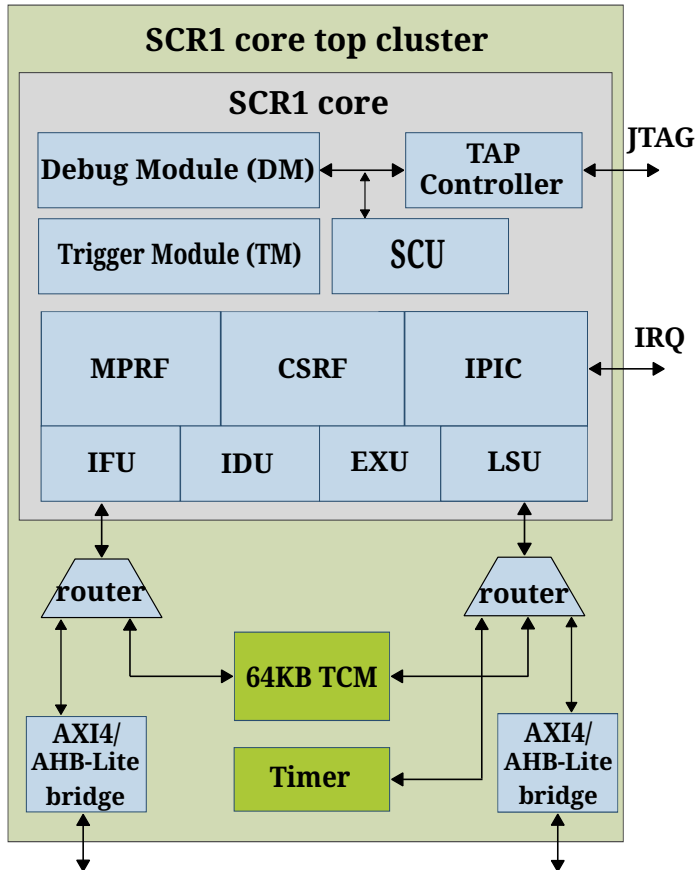 SCR1 core top cluster
SCR1 core
Debug Module (DM)
TAP
Controller
JTAG
Trigger Module (TM)
SCU
MPRF
CSRF
IPIC
IRQ
IFU
IDU
EXU
LSU
router
router
64KB TCM
AXI4/
AHB-Lite
bridge
Timer
AXI4/
AHB-Lite
bridge